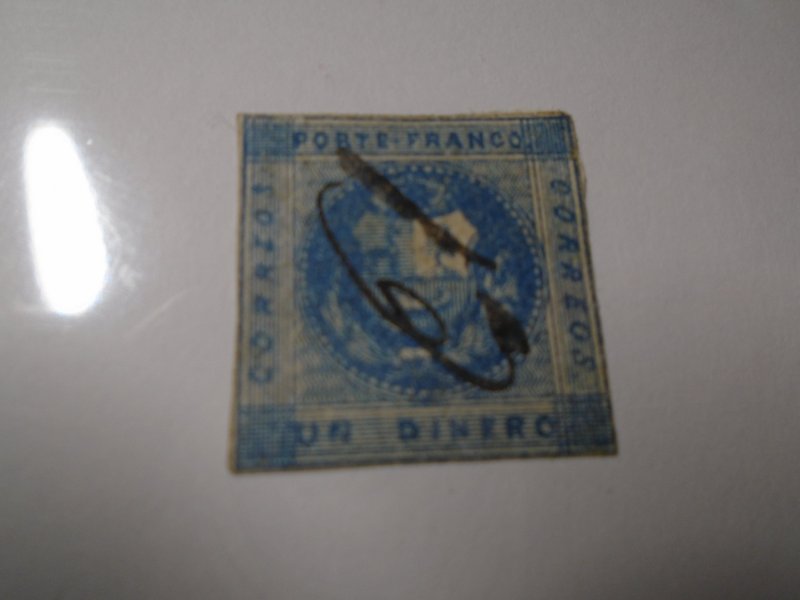 PORTE FRANCO.
CORREOS.
CORREOS.
UN DINERO.